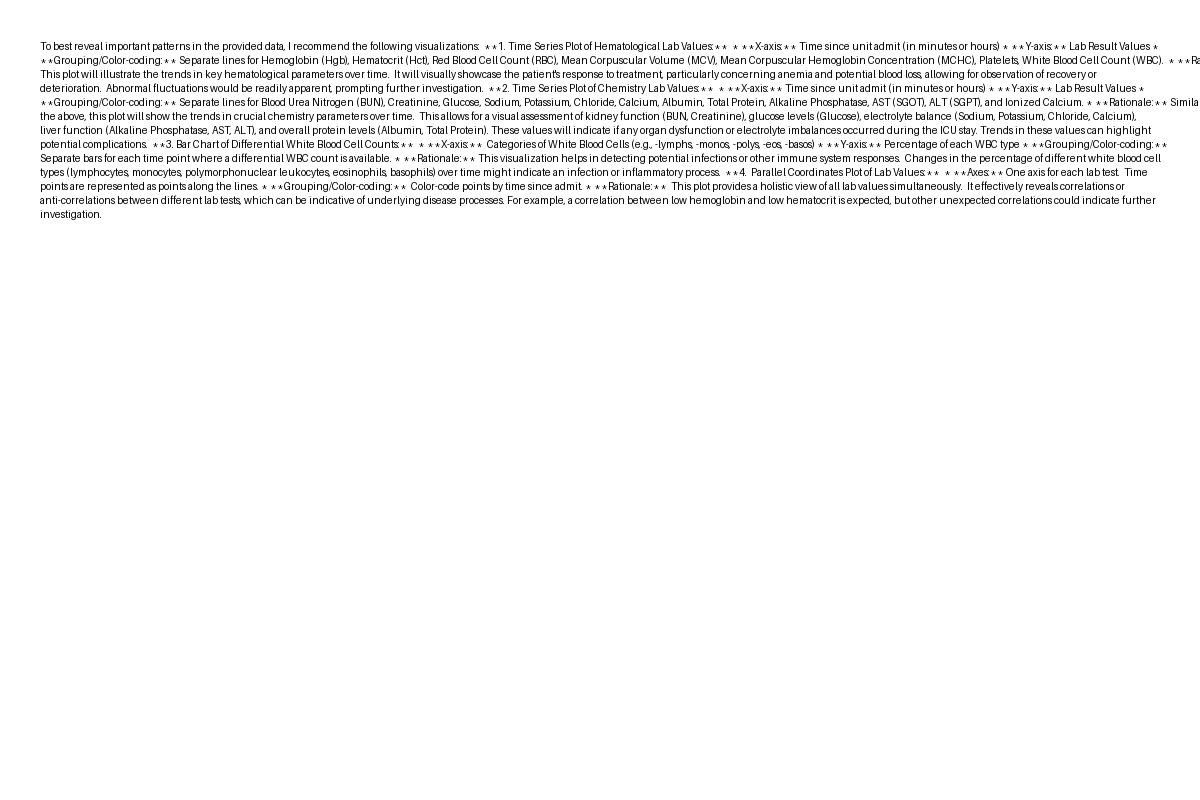 To best reveal important patterns in the provided data, I recommend the following visualizations:  **1. Time Series Plot of Hematological Lab Values:**  * **X-axis:** Time since unit admit (in minutes or hours) * **Y-axis:** Lab Result Values *
**Grouping/Color-coding:** Separate lines for Hemoglobin (Hgb), Hematocrit (Hct), Red Blood Cell Count (RBC), Mean Corpuscular Volume (MCV), Mean Corpuscular Hemoglobin Concentration (MCHC), Platelets, White Blood Cell Count (WBC).  * **Ra
This plot will illustrate the trends in key hematological parameters over time.  It will visually showcase the patient's response to treatment, particularly concerning anemia and potential blood loss, allowing for observation of recovery or
deterioration.  Abnormal fluctuations would be readily apparent, prompting further investigation.  **2. Time Series Plot of Chemistry Lab Values:**  * **X-axis:** Time since unit admit (in minutes or hours) * **Y-axis:** Lab Result Values *
**Grouping/Color-coding:** Separate lines for Blood Urea Nitrogen (BUN), Creatinine, Glucose, Sodium, Potassium, Chloride, Calcium, Albumin, Total Protein, Alkaline Phosphatase, AST (SGOT), ALT (SGPT), and Ionized Calcium.  * **Rationale:** Simila
the above, this plot will show the trends in crucial chemistry parameters over time.  This allows for a visual assessment of kidney function (BUN, Creatinine), glucose levels (Glucose), electrolyte balance (Sodium, Potassium, Chloride, Calcium),
liver function (Alkaline Phosphatase, AST, ALT), and overall protein levels (Albumin, Total Protein). These values will indicate if any organ dysfunction or electrolyte imbalances occurred during the ICU stay. Trends in these values can highlight
potential complications.  **3. Bar Chart of Differential White Blood Cell Counts:**  * **X-axis:** Categories of White Blood Cells (e.g., -lymphs, -monos, -polys, -eos, -basos) * **Y-axis:** Percentage of each WBC type * **Grouping/Color-coding:**
Separate bars for each time point where a differential WBC count is available. * **Rationale:** This visualization helps in detecting potential infections or other immune system responses.  Changes in the percentage of different white blood cell
types (lymphocytes, monocytes, polymorphonuclear leukocytes, eosinophils, basophils) over time might indicate an infection or inflammatory process.  **4.  Parallel Coordinates Plot of Lab Values:**  * **Axes:** One axis for each lab test.  Time
points are represented as points along the lines. * **Grouping/Color-coding:** Color-code points by time since admit. * **Rationale:**  This plot provides a holistic view of all lab values simultaneously.  It effectively reveals correlations or
anti-correlations between different lab tests, which can be indicative of underlying disease processes. For example, a correlation between low hemoglobin and low hematocrit is expected, but other unexpected correlations could indicate further
investigation.